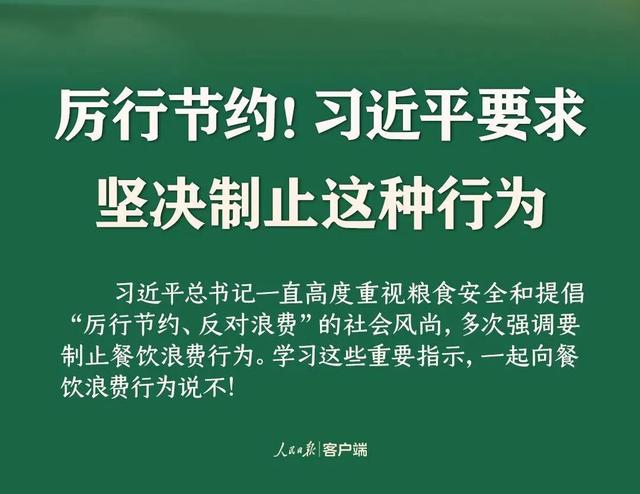 厉行节约！习近平要求
坚决制止这种行为
习近平总书记一直高度重视粮食安全和提倡
“厉行节约、反对浪费”的社会风尚，多次强调要
制止餐饮浪费行为。学习这些重要指示，一起向餐
饮浪费行为说不！
人民日报|客户端